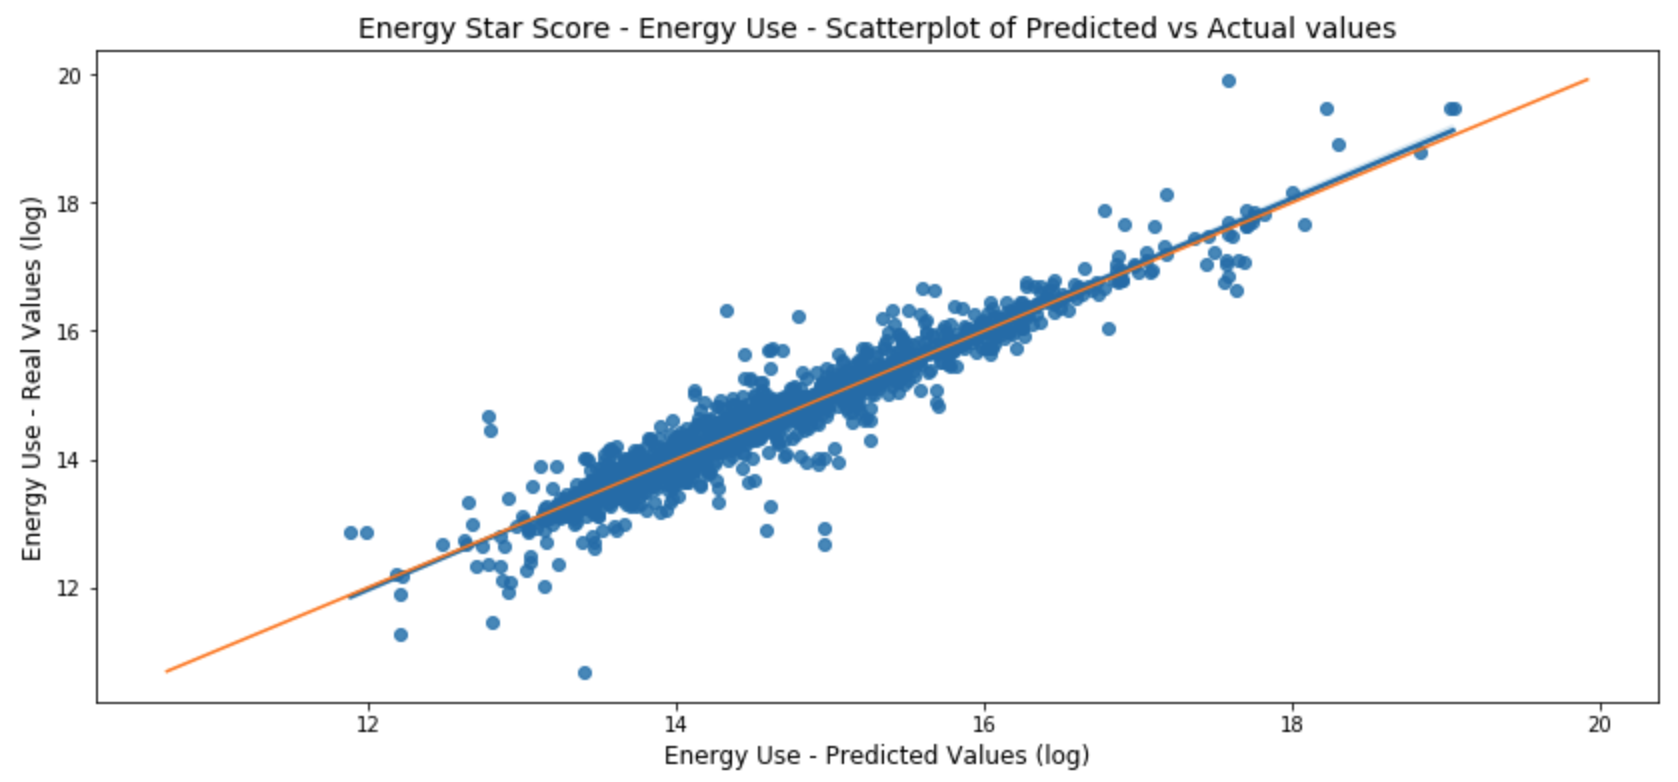 Energy Star Score - Energy Use - Scatterplot of Predicted vs Actual values
20
18
16
14
12
Energy Use - Real Values (log)
12 14 16 18 20
Energy Use - Predicted Values (log)